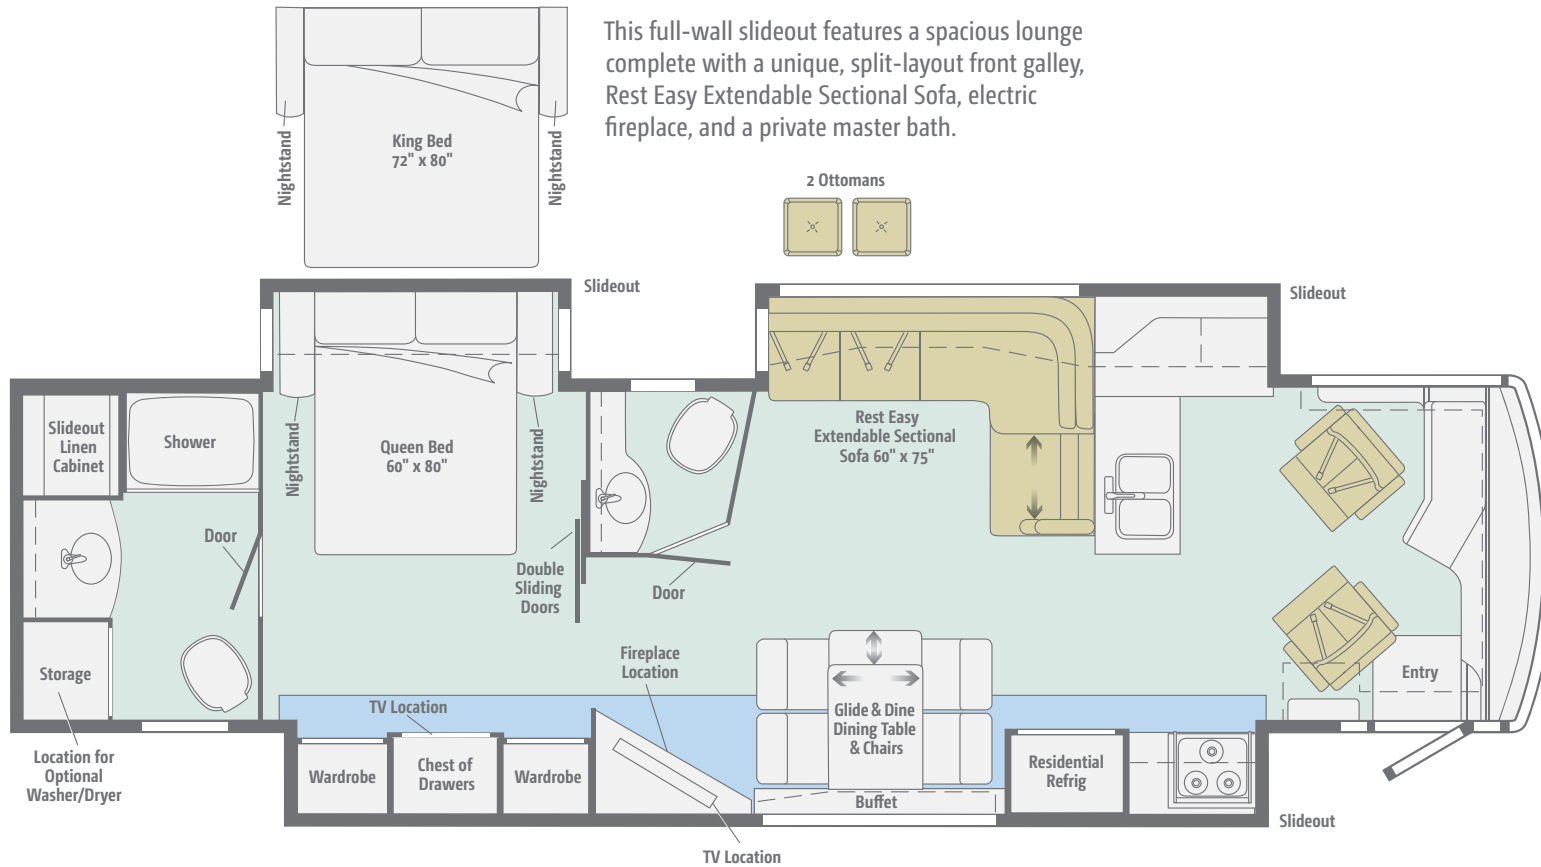 This full-wall slideout features a spacious lounge
complete with a unique, split-layout front galley,
Rest Easy Extendable Sectional Sofa, electric
fireplace, and a private master bath.
Nightstand
King Bed
72" x 80"
Nightstand
2 Ottomans
Slideout
Slideout
Slideout
Linen
Cabinet
Shower
Nightstand
Queen Bed
60" x 80"
Nightstand
Rest Easy
Extendable Sectional
Sofa 60" x 75"
Door
Double
Sliding
Doors
Door
Storage
Fireplace
Location
Entry
TV Location
Glide & Dine
Dining Table
& Chairs
Location for
Optional
Washer/Dryer
Wardrobe
Chest of
Drawers
Wardrobe
Residential
Refrig
Buffet
Slideout
TV Location